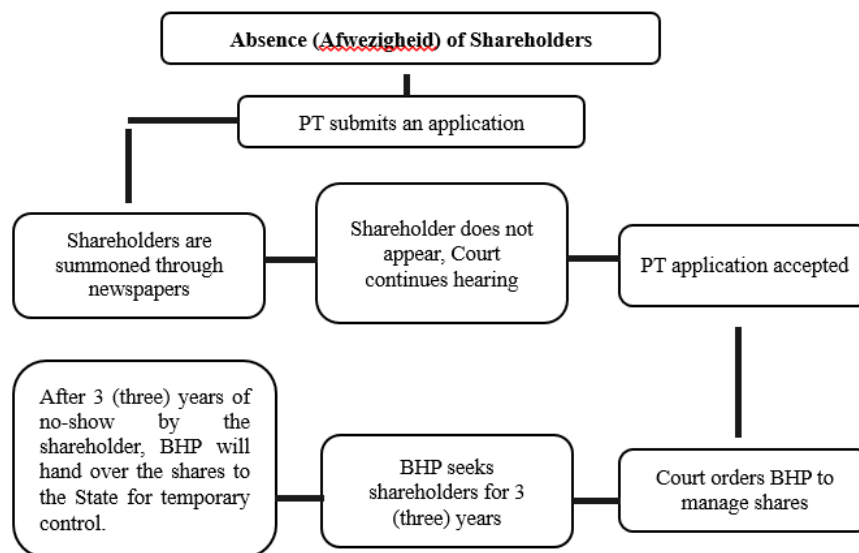 Absence (Afwezigheid) of Shareholders
PT submits an application
Shareholders are
summoned through
newspapers
Shareholder does not
appear, Court
continues hearing
PT application accepted
Court orders BHP to
manage shares
BHP seeks
shareholders for 3
(three) years
After 3 (three) years of
no-show by the
shareholder, BHP will
hand over the shares to
the State for temporary
control.